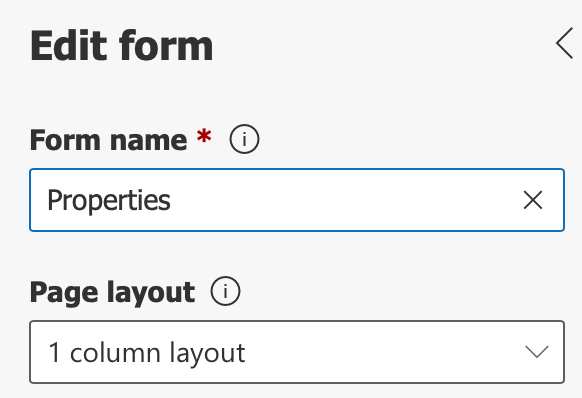 Edit form
Form name *
Properties
Page layout
1 column layout